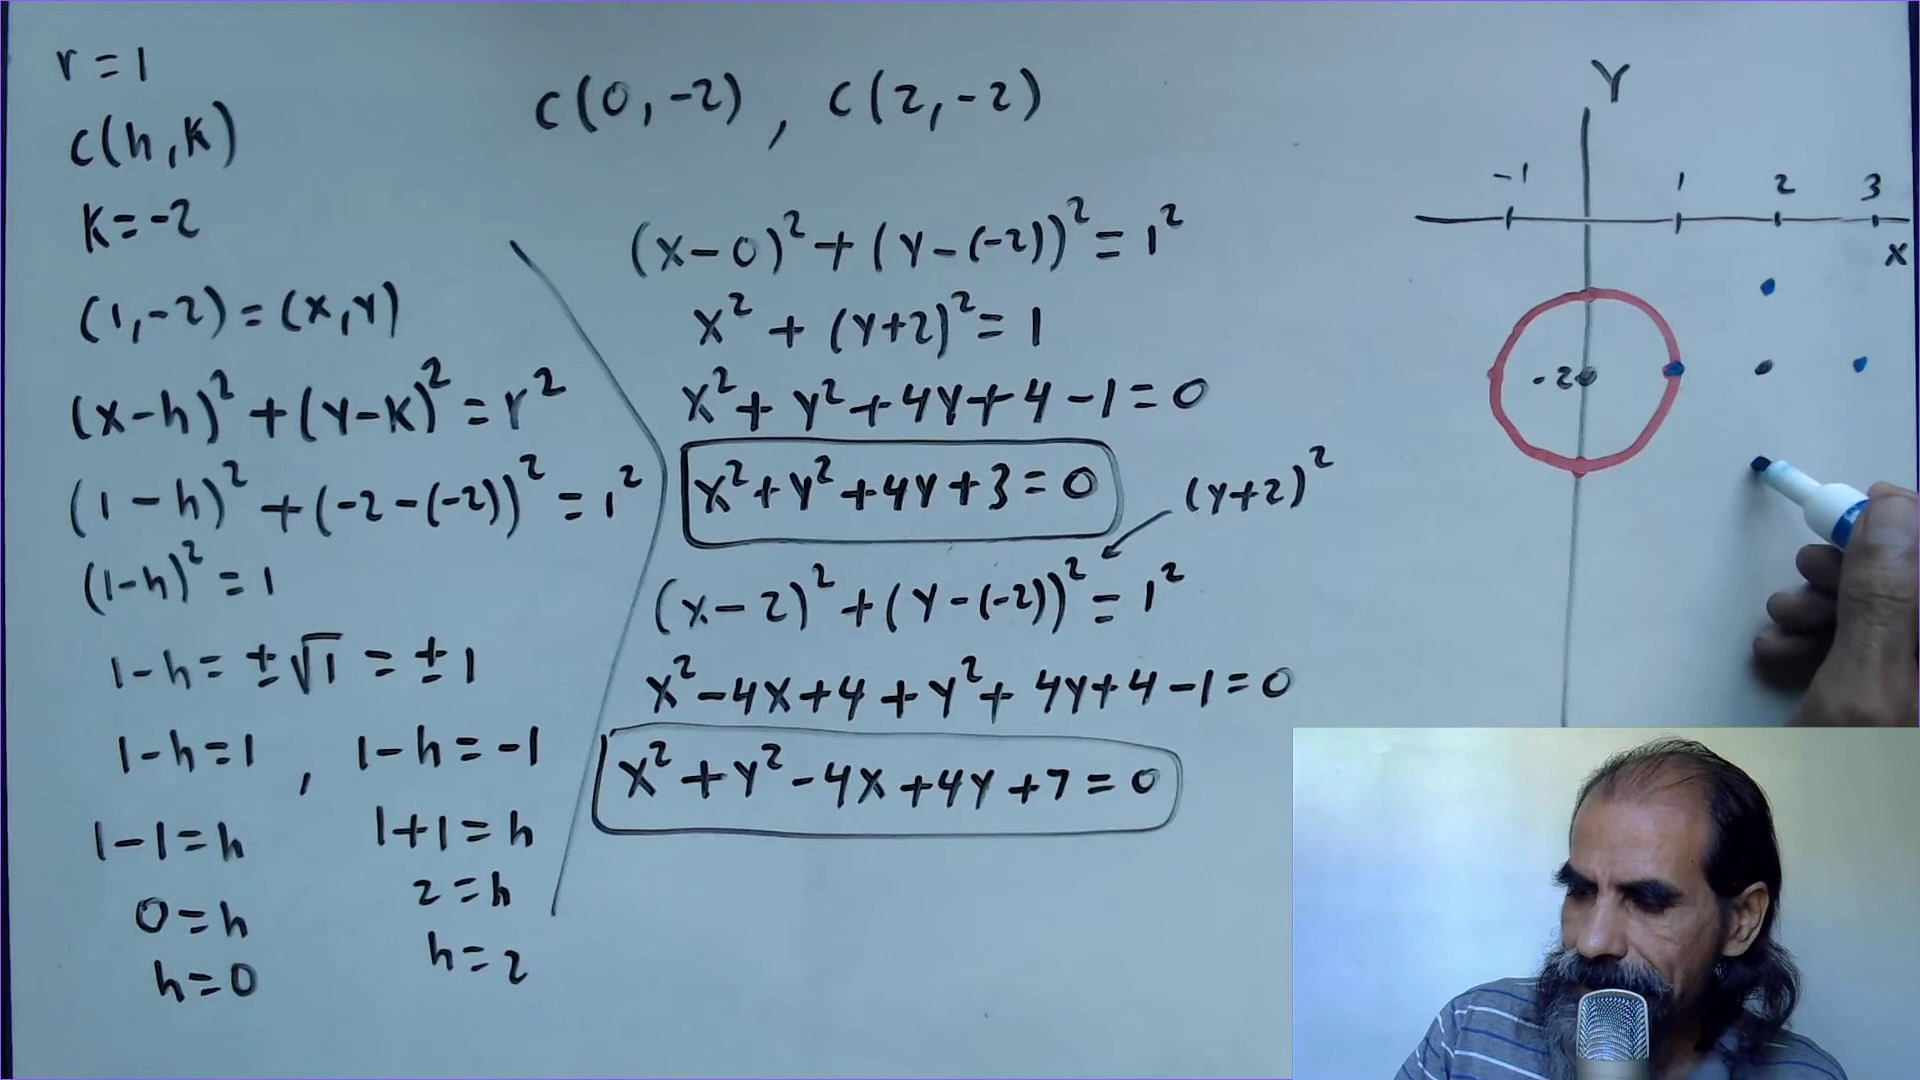 r=1
c(h,k)
k=-2
(1,-2)=(x,y)
(x-h)²+(y-k)²=r²
(1-h)²+(-2-(-2))²=1²
(1-h)²=1
1-h=±√1=±1
1-h=1 , 1-h=-1
1-1=h 1+1=h
0=h 2=h
h=0 h=2
c(0,-2) , c(2,-2)
(x-0)²+(y-(-2))²=1²
x²+(y+2)²=1
x²+y²+4y+4-1=0
x²+y²+4y+3=0
(y+2)²
(x-2)²+(y-(-2))²=1²
x²-4x+4+y²+4y+4-1=0
x²+y²-4x+4y+7=0
Y
-1 1 2 3
X
-2